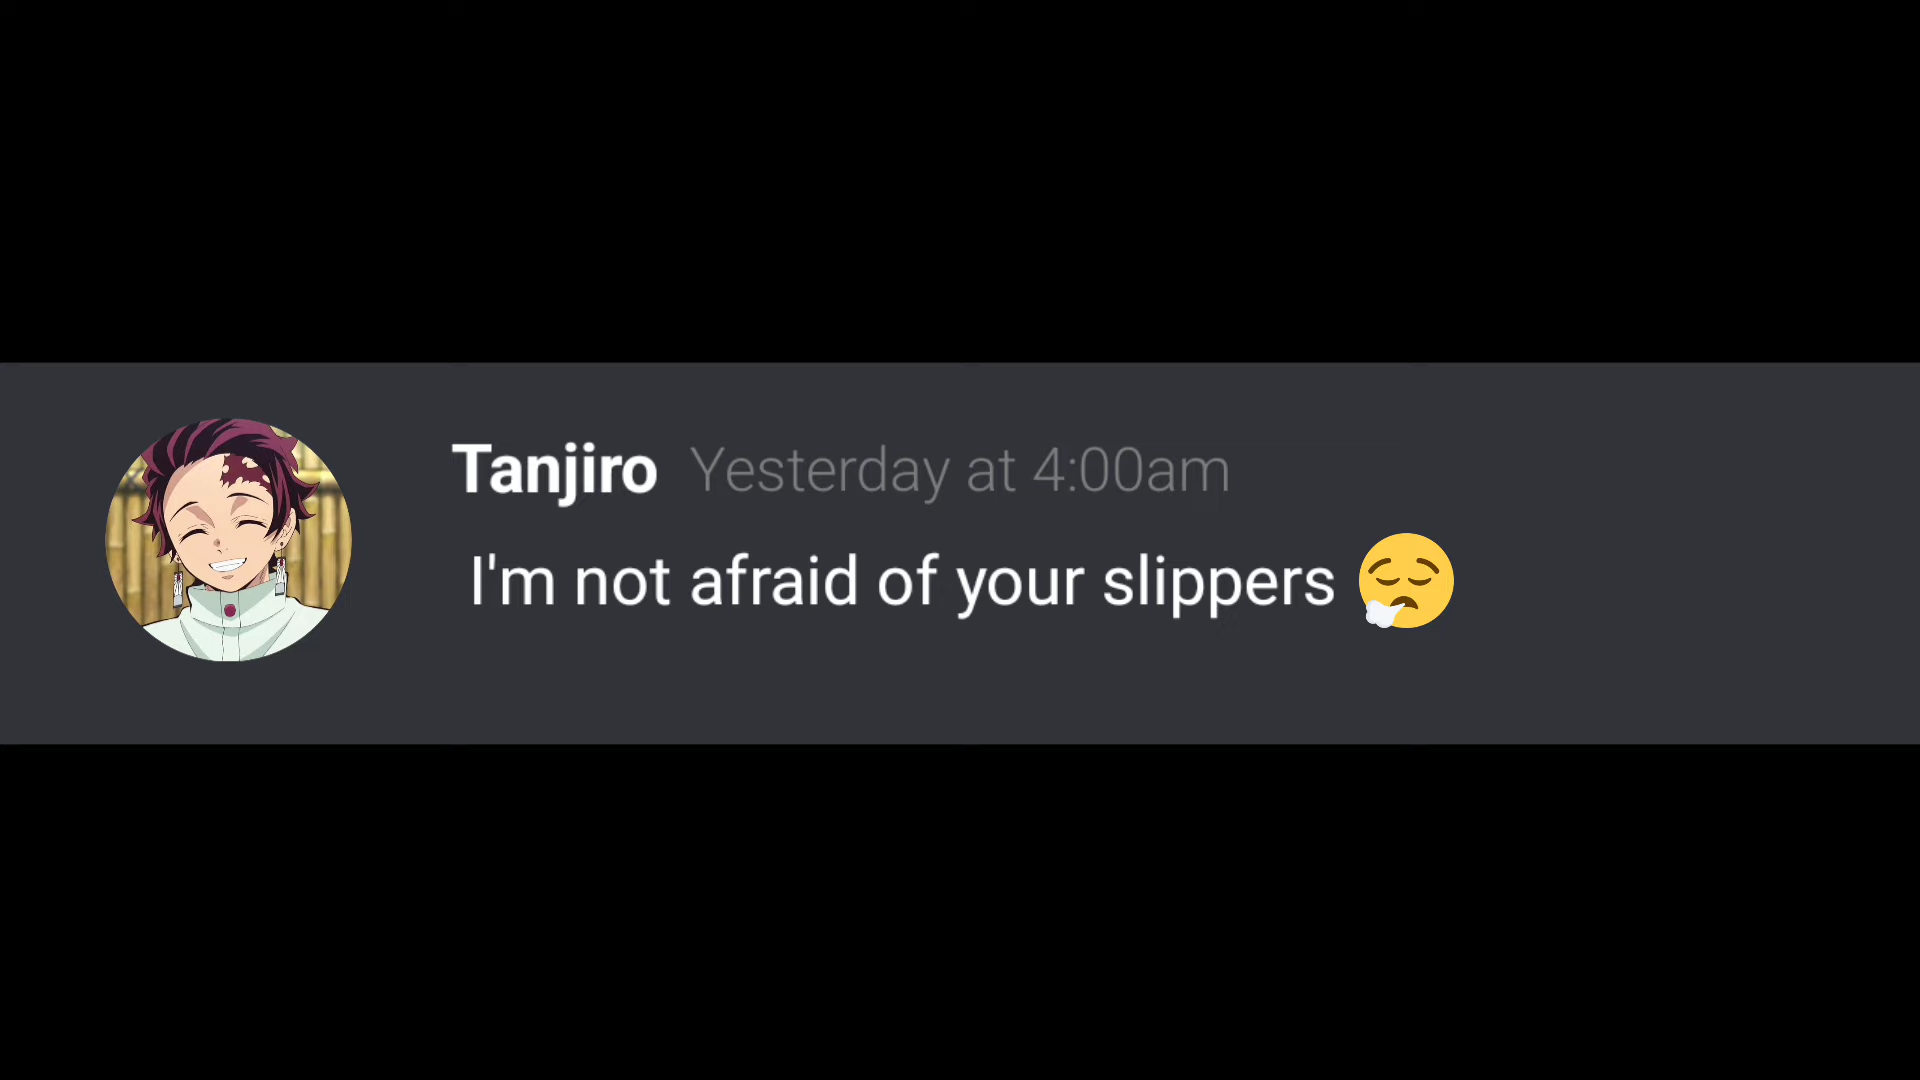 Tanjiro Yesterday at 4:00am
I'm not afraid of your slippers 😮‍💨